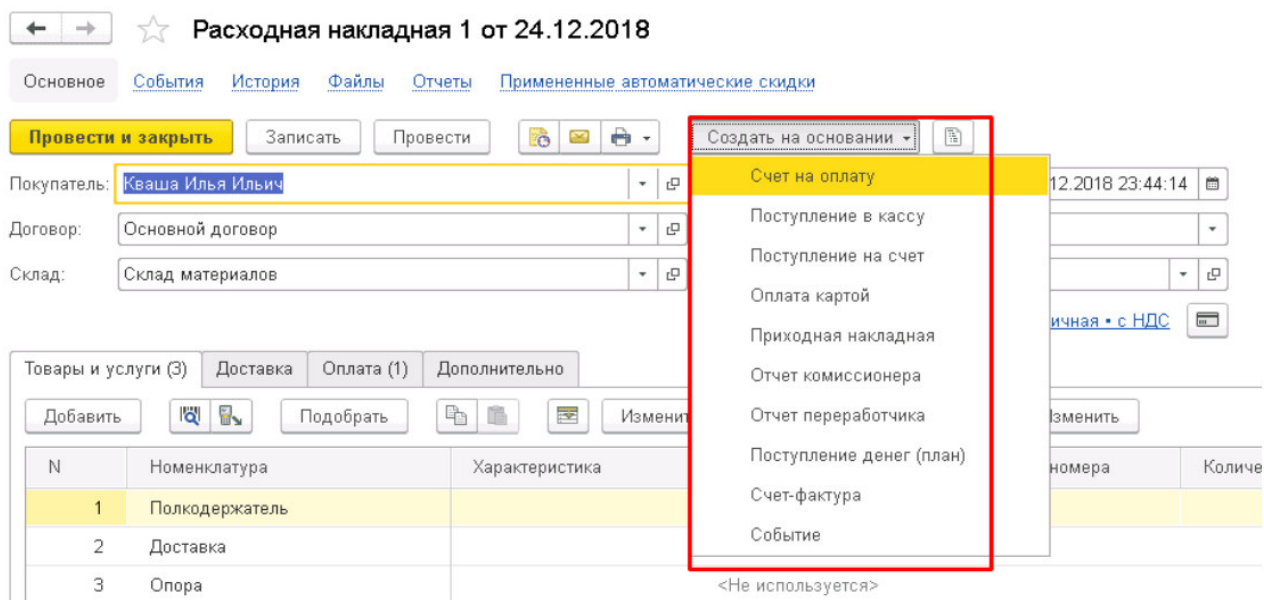 Расходная накладная 1 от 24.12.2018
Основное События История Файлы Отчеты Примененные автоматические скидки
Провести и закрыть Записать Провести Создать на основании
Покупатель: Кваша Илья Ильич Счет на оплату 12.2018 23:44:14
Поступление в кассу
Договор: Основной договор
Поступление на счет
Склад: Склад материалов
Оплата картой
ичная • с НДС
Приходная накладная
Товары и услуги (3) Доставка Оплата (1) Дополнительно Отчет комиссионера
Добавить Подобрать Изменит Отчет переработчика Изменить
Поступление денег (план)
N Номенклатура Характеристика номера Количе
Счет-фактура
1 Полкодержатель
Событие
2 Доставка
3 Опора <Не используется>